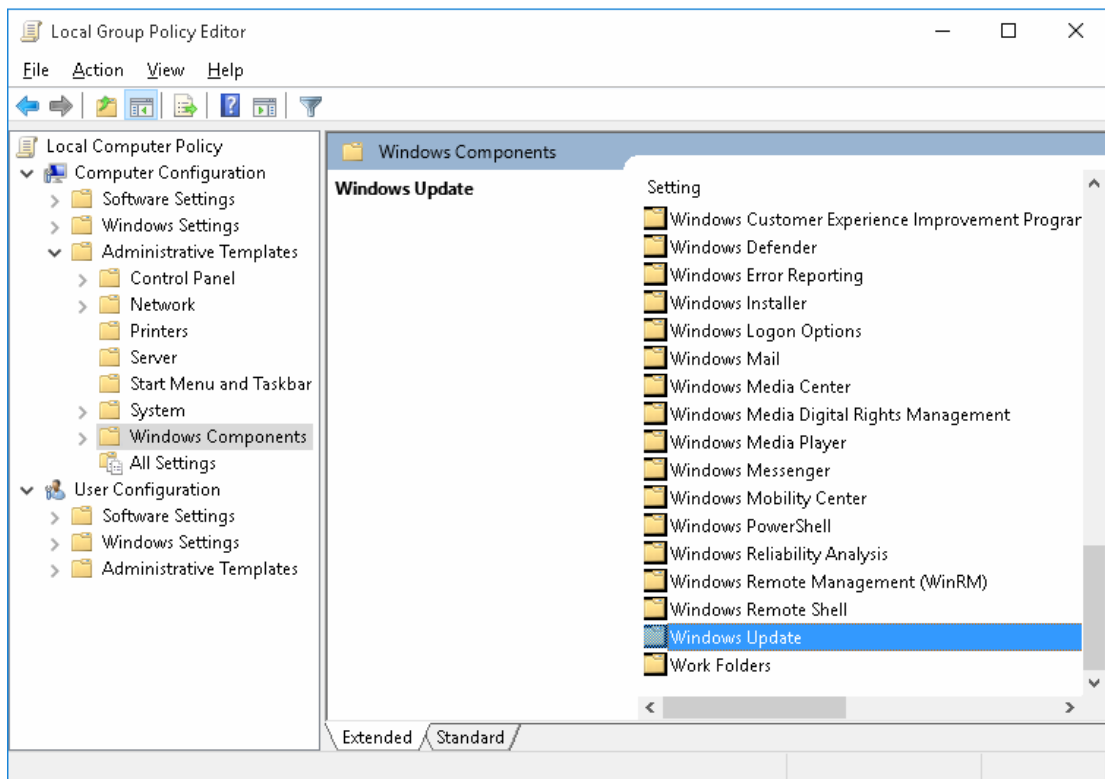 Local Group Policy Editor
File Action View Help
Local Computer Policy
Computer Configuration
Software Settings
Windows Settings
Administrative Templates
Control Panel
Network
Printers
Server
Start Menu and Taskbar
System
Windows Components
All Settings
User Configuration
Software Settings
Windows Settings
Administrative Templates
Windows Components
Windows Update
Setting
Windows Customer Experience Improvement Prograr
Windows Defender
Windows Error Reporting
Windows Installer
Windows Logon Options
Windows Mail
Windows Media Center
Windows Media Digital Rights Management
Windows Media Player
Windows Messenger
Windows Mobility Center
Windows PowerShell
Windows Reliability Analysis
Windows Remote Management (WinRM)
Windows Remote Shell
Windows Update
Work Folders
Extended Standard